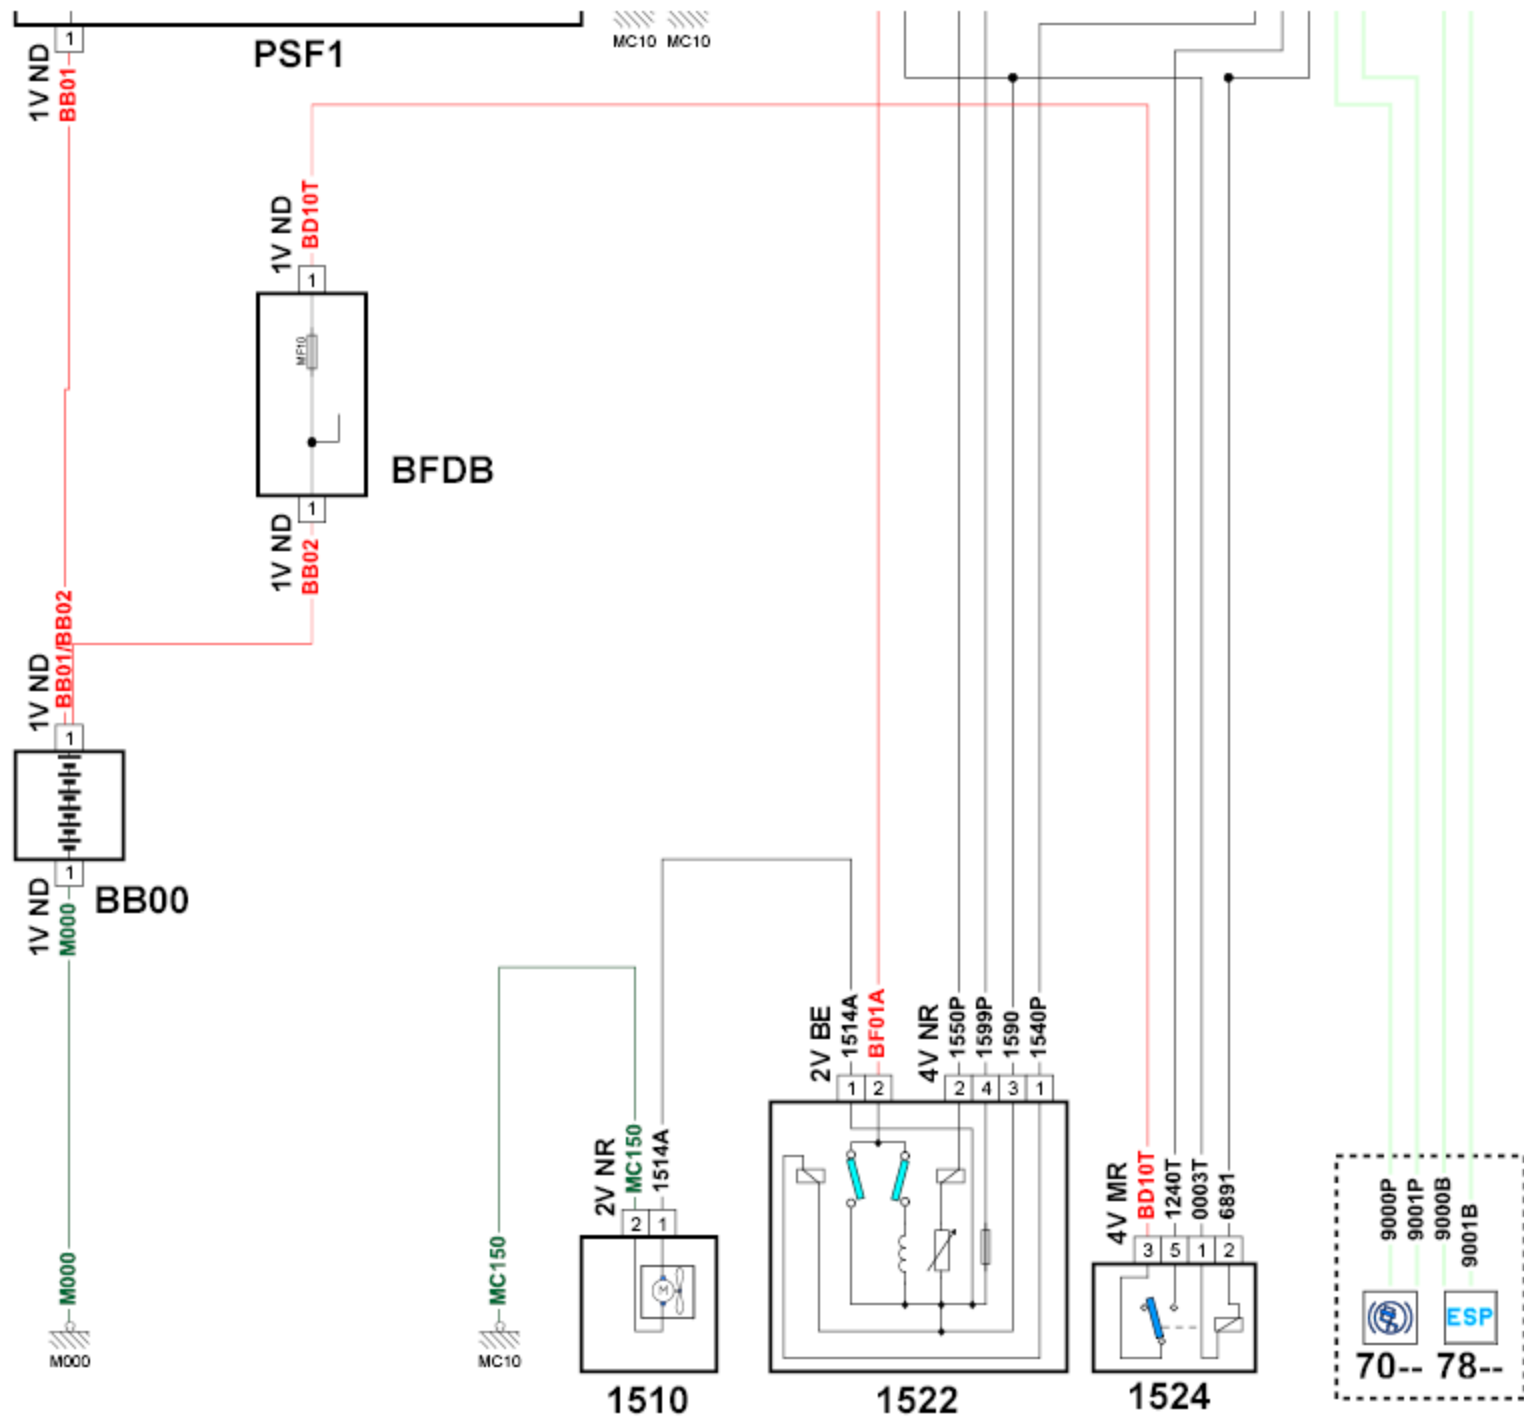 1
1V ND
BB01
PSF1
MC10 MC10
1V ND
BD10T
1
MF10
BFDB
1
1V ND
BB02
BB01/BB02
1V ND
1
1
BB00
1V ND
M000
M000
M000
MC150
MC10
2V NR
MC150
1514A
2 1
M
1510
2V BE
1514A
BF01A
4V NR
1550P
1599P
1590
1540P
1 2
2 4 3 1
1522
4V MR
BD10T
1240T
0003T
6891
3 5 1 2
1524
9000P
9001P
9000B
9001B
ESP
70-- 78--